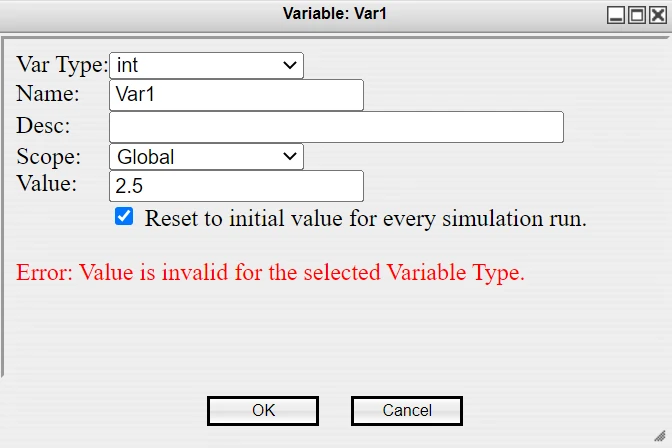 Variable: Var1
Var Type: int
Name: Var1
Desc:
Scope: Global
Value: 2.5
Reset to initial value for every simulation run.
Error: Value is invalid for the selected Variable Type.
OK Cancel